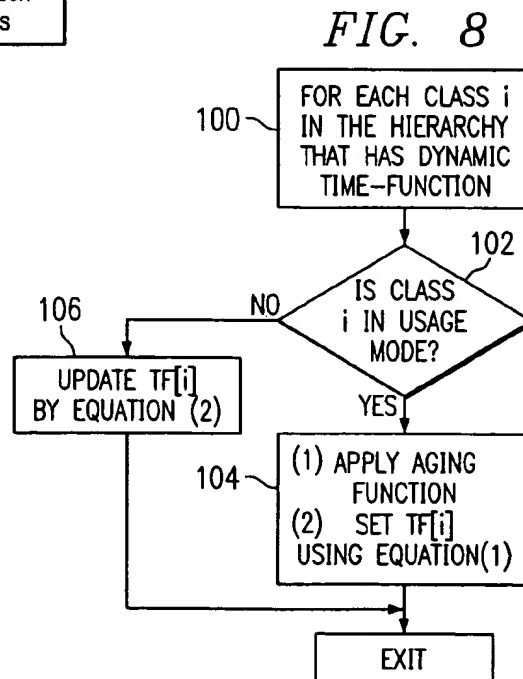 S
FIG. 8
100
FOR EACH CLASS i
IN THE HIERARCHY
THAT HAS DYNAMIC
TIME-FUNCTION
102
IS CLASS
i IN USAGE
MODE?
NO
106
UPDATE TF[i]
BY EQUATION (2)
YES
104
(1) APPLY AGING
FUNCTION
(2) SET TF[i]
USING EQUATION(1)
EXIT